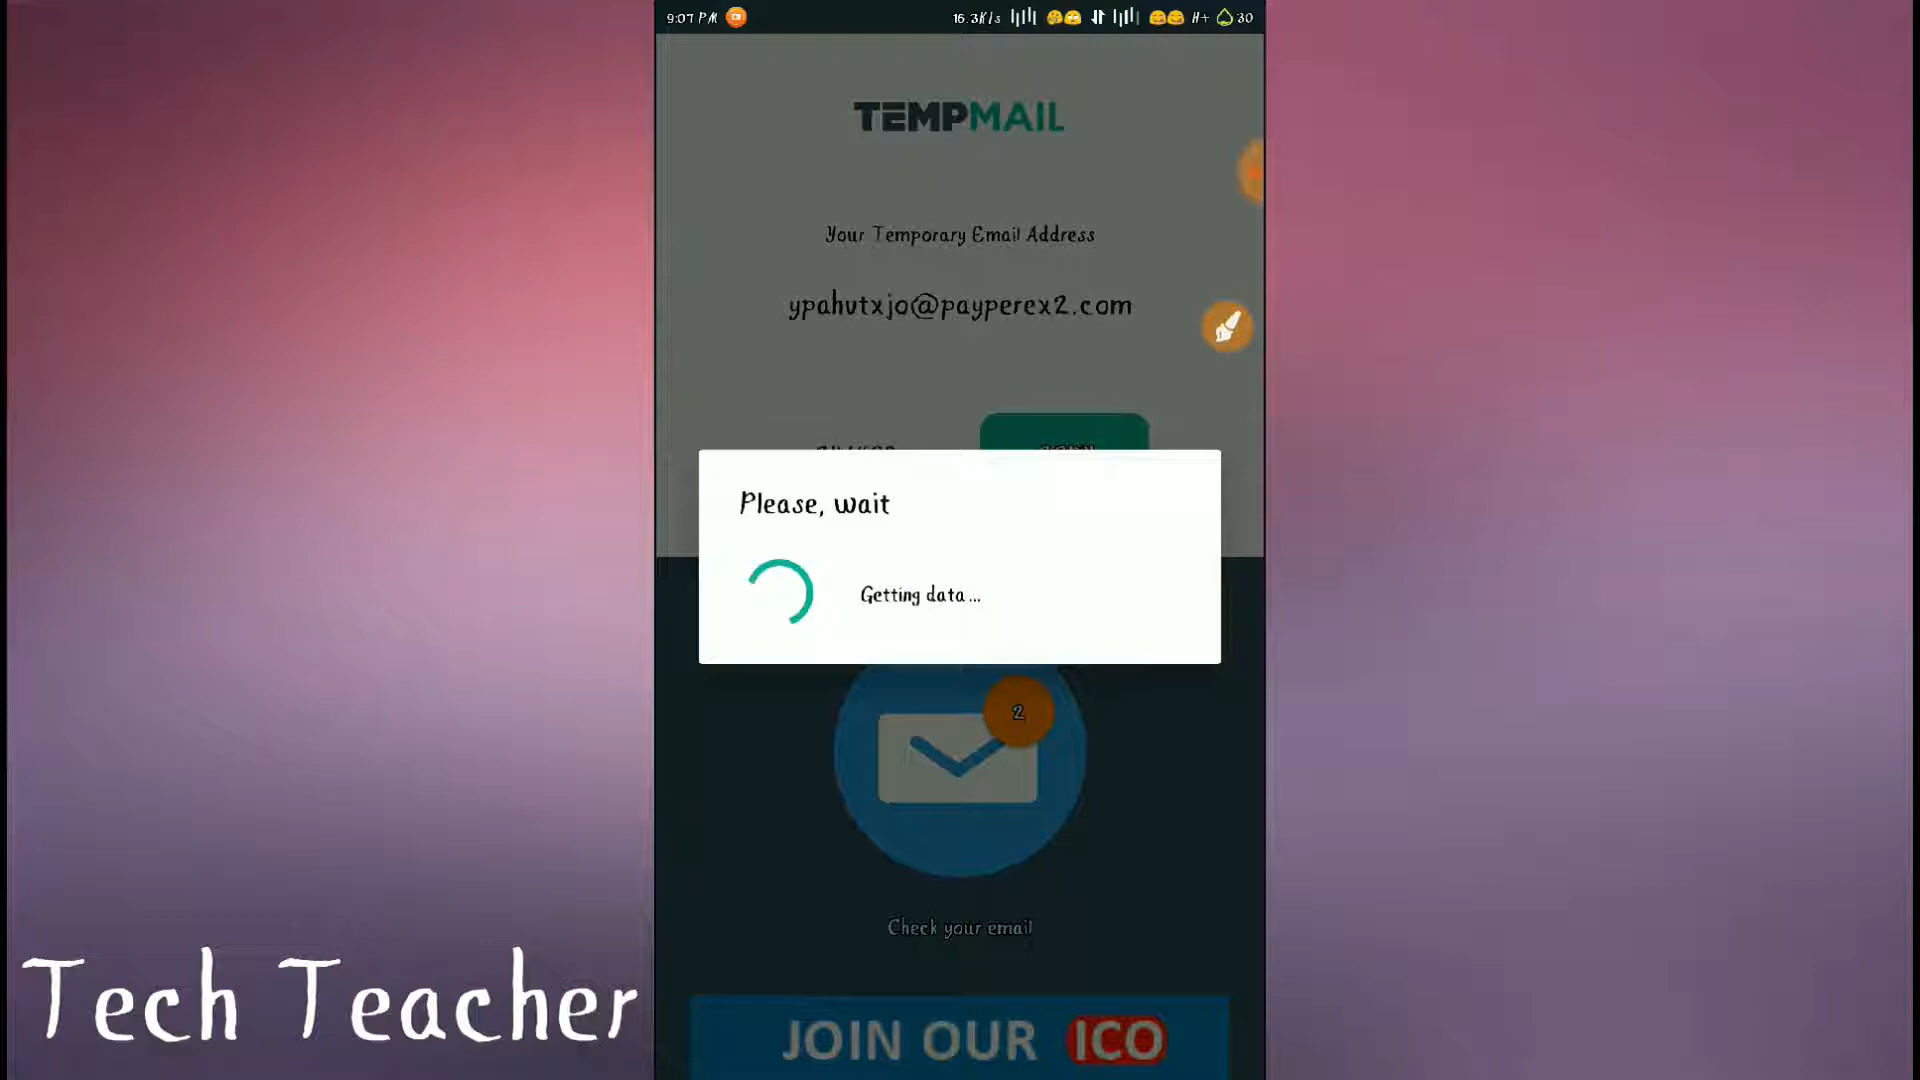 9:07 PM 16.3K/s H+ 30
TEMPMAIL
Your Temporary Email Address
ypahvtxjo@payperex2.com
Please, wait
Getting data...
2
Check your email
JOIN OUR ICO
Tech Teacher